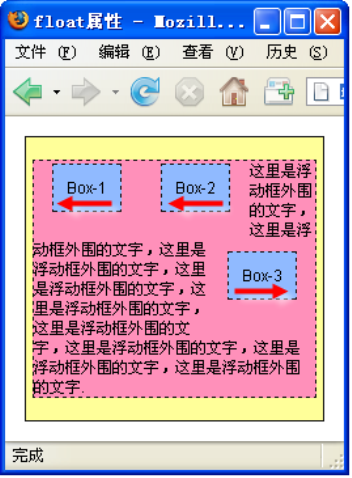 float属性 - Mozill...
文件 (F) 编辑 (E) 查看 (V) 历史 (S)
Box-1
Box-2
这里是浮
动框外围
的文字，
这里是浮
动框外围的文字，这里是
浮动框外围的文字，这里
是浮动框外围的文字，这
里是浮动框外围的文字，
这里是浮动框外围的文
Box-3
字，这里是浮动框外围的文字，这里是
浮动框外围的文字，这里是浮动框外围
的文字.
完成